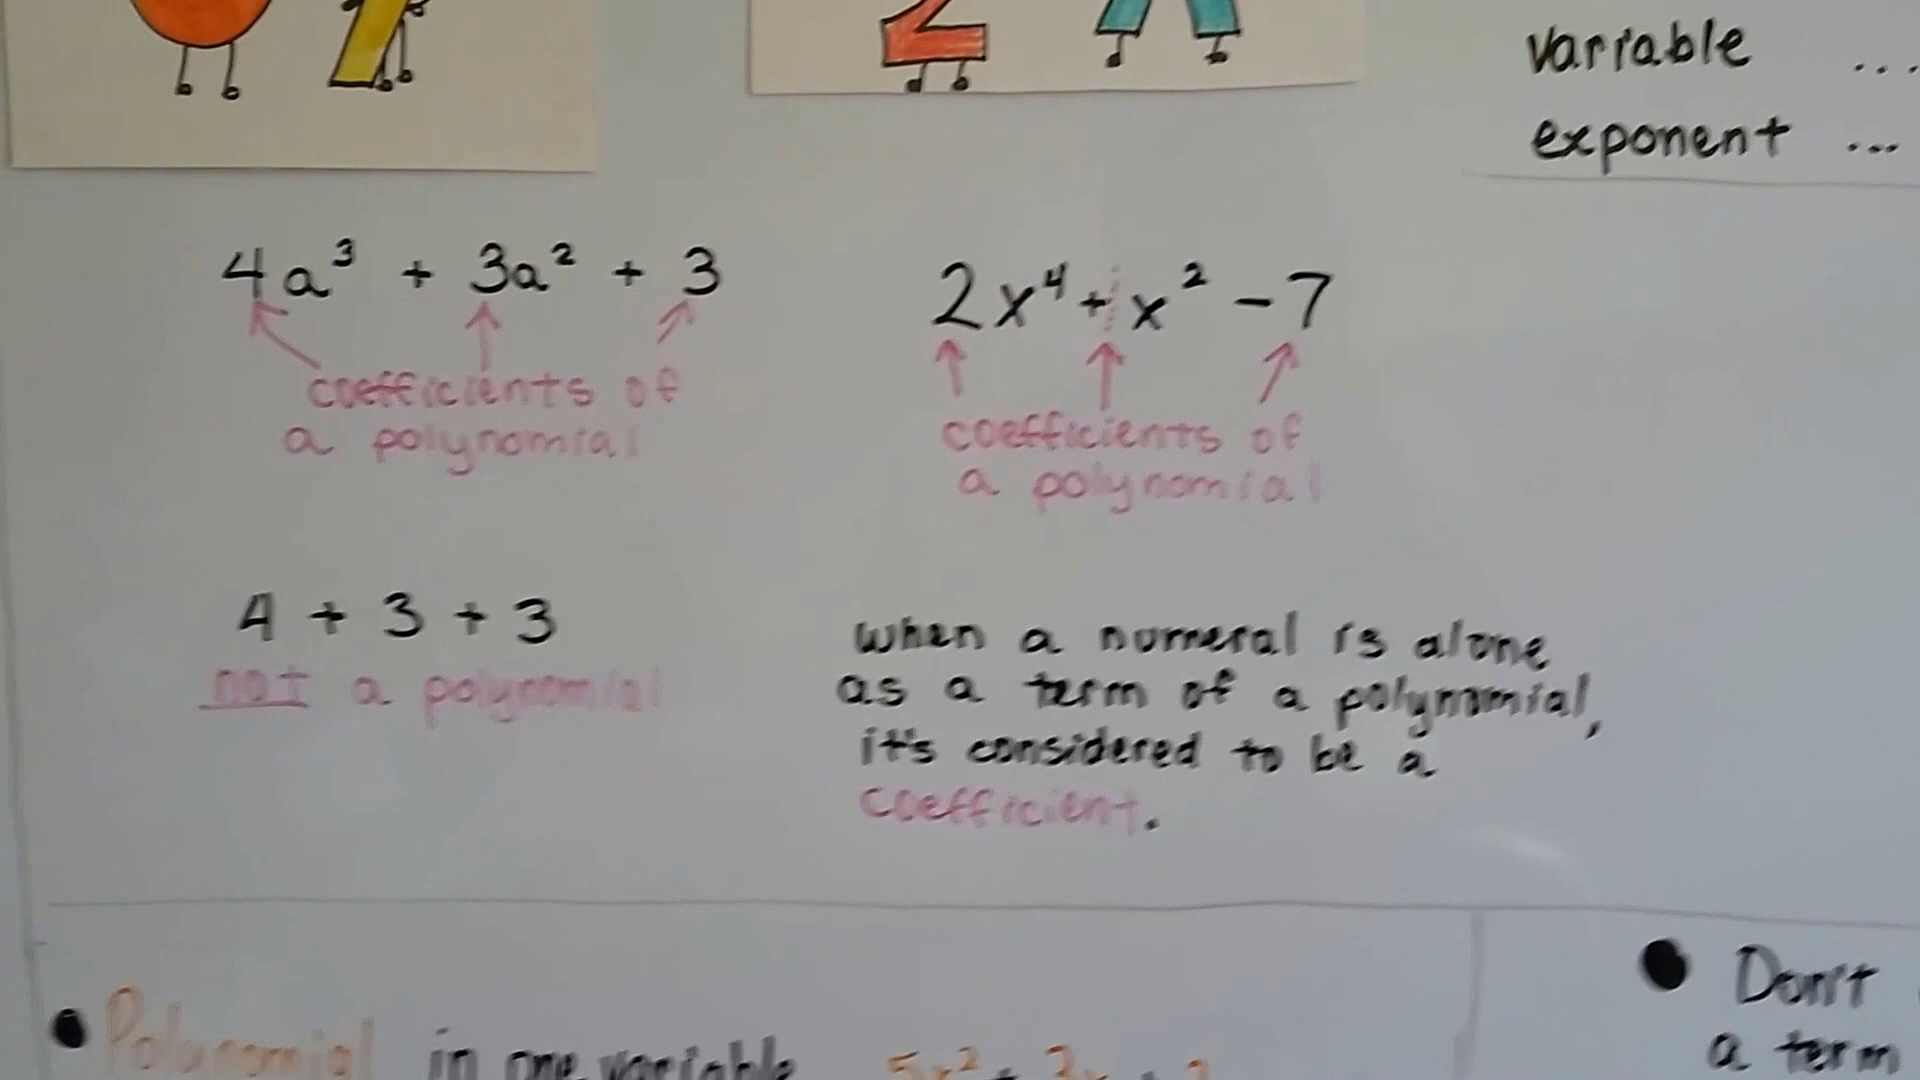 variable ...
exponent ...
4a³ + 3a² + 3
coefficients of
a polynomial
2x⁴ + 1x² - 7
coefficients of
a polynomial
4 + 3 + 3
not a polynomial
when a numeral is alone
as a term of a polynomial,
it's considered to be a
coefficient.
• Polynomial in one variable
• Don't
a term